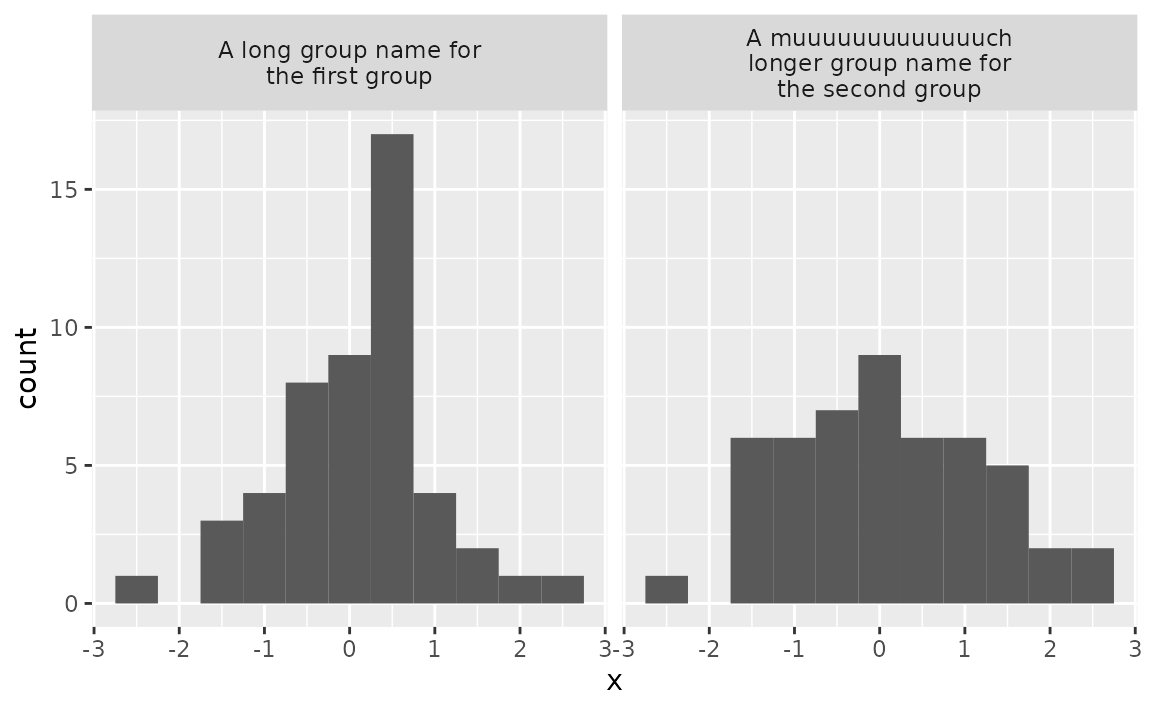 A long group name for
the first group
A muuuuuuuuuuuuuch
longer group name for
the second group
count
15
10
5
0
-3
-2
-1
0
1
2
3
-3
-2
-1
0
1
2
3
x